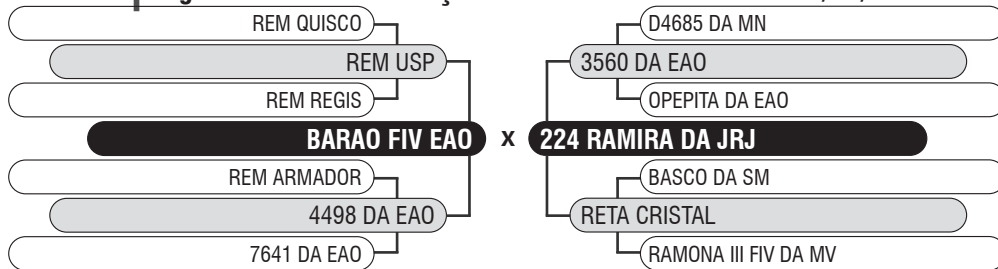 REM QUISCO
D4685 DA MN
REM USP
3560 DA EAO
REM REGIS
OPEPITA DA EAO
BARAO FIV EAO x 224 RAMIRA DA JRJ
REM ARMADOR
BASCO DA SM
4498 DA EAO
RETA CRISTAL
7641 DA EAO
RAMONA III FIV DA MV